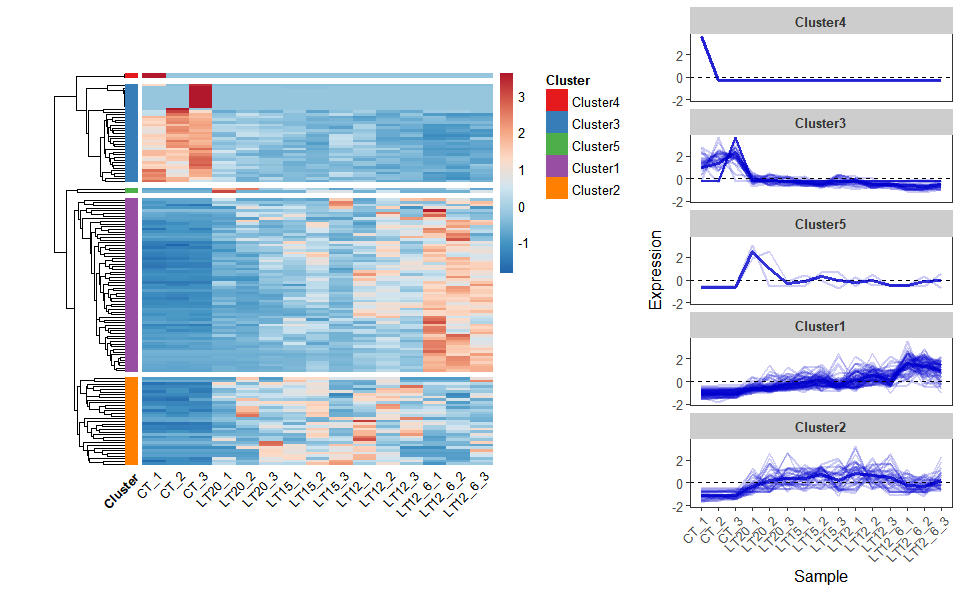 3
2
1
0
-1
Cluster
Cluster4
Cluster3
Cluster5
Cluster1
Cluster2
Cluster
CT_1
CT_2
CT_3
LT20_1
LT20_2
LT20_3
LT15_1
LT15_2
LT15_3
LT12_1
LT12_2
LT12_3
LT12_6_1
LT12_6_2
LT12_6_3
Expression
Cluster4
2
0
-2
Cluster3
2
0
-2
Cluster5
2
0
-2
Cluster1
2
0
-2
Cluster2
2
0
-2
CT_1
CT_2
CT_3
LT20_1
LT20_2
LT20_3
LT15_1
LT15_2
LT15_3
LT12_1
LT12_2
LT12_3
LT12_6_1
LT12_6_2
LT12_6_3
Sample